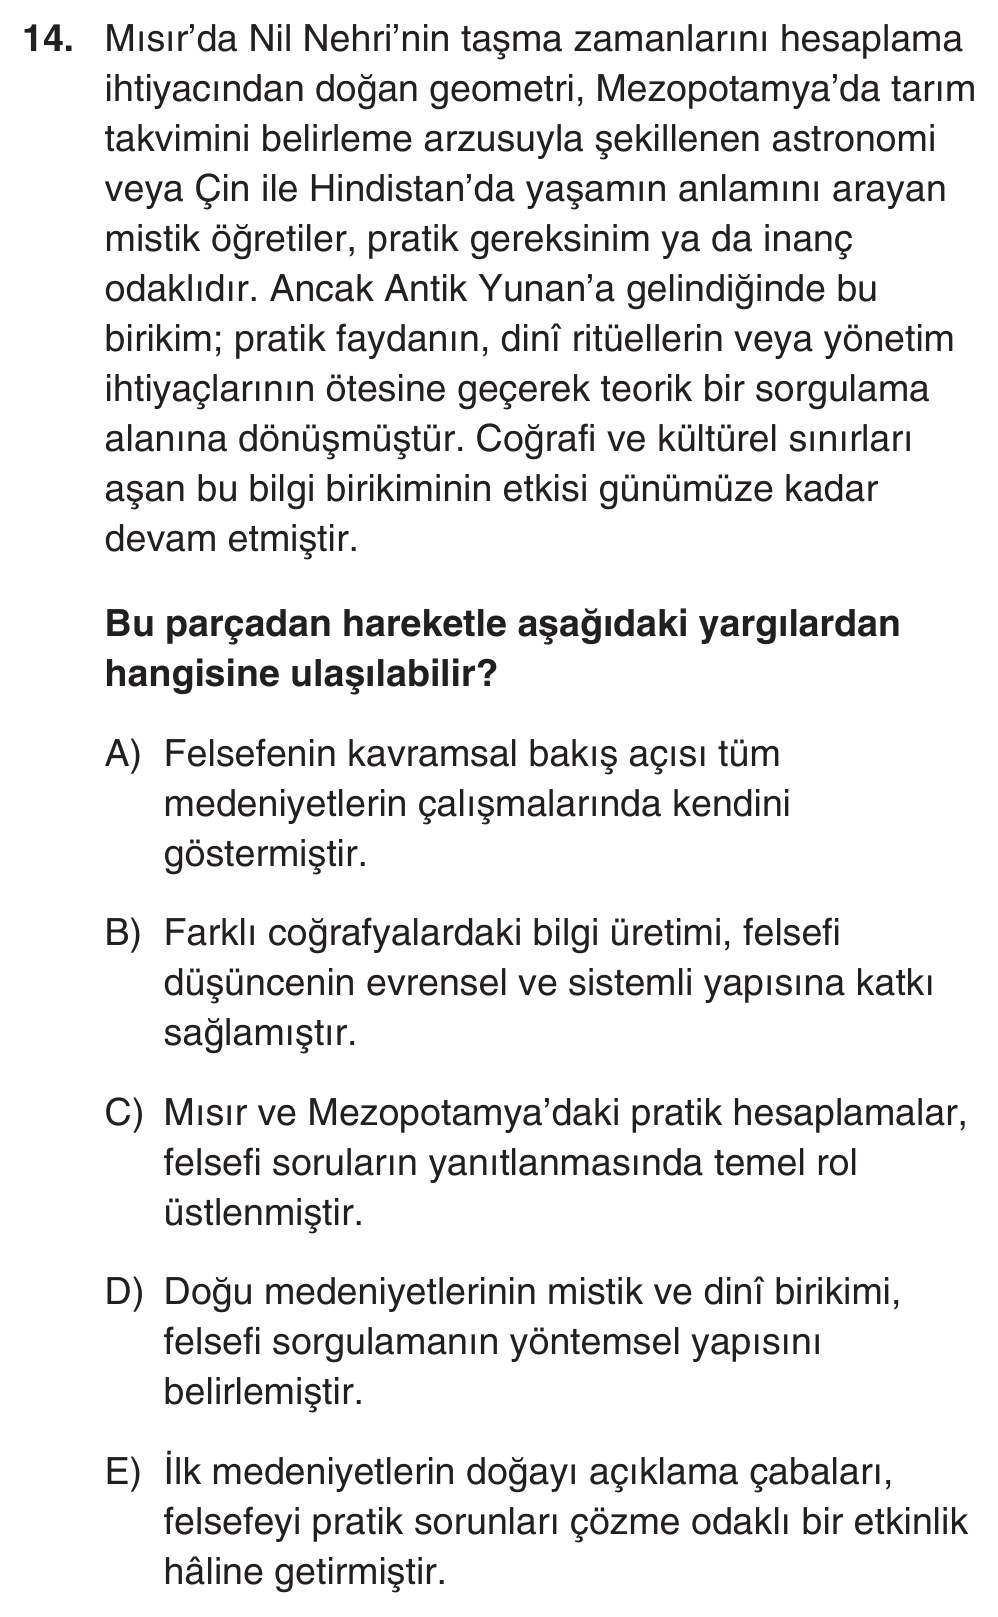 14. Mısır’da Nil Nehri’nin taşma zamanlarını hesaplama
ihtiyacından doğan geometri, Mezopotamya’da tarım
takvimini belirleme arzusuyla şekillenen astronomi
veya Çin ile Hindistan’da yaşamın anlamını arayan
mistik öğretiler, pratik gereksinim ya da inanç
odaklıdır. Ancak Antik Yunan’a gelindiğinde bu
birikim; pratik faydanın, dinî ritüellerin veya yönetim
ihtiyaçlarının ötesine geçerek teorik bir sorgulama
alanına dönüşmüştür. Coğrafi ve kültürel sınırları
aşan bu bilgi birikiminin etkisi günümüze kadar
devam etmiştir.
Bu parçadan hareketle aşağıdaki yargılardan
hangisine ulaşılabilir?
A) Felsefenin kavramsal bakış açısı tüm
medeniyetlerin çalışmalarında kendini
göstermiştir.
B) Farklı coğrafyalardaki bilgi üretimi, felsefi
düşüncenin evrensel ve sistemli yapısına katkı
sağlamıştır.
C) Mısır ve Mezopotamya’daki pratik hesaplamalar,
felsefi soruların yanıtlanmasında temel rol
üstlenmiştir.
D) Doğu medeniyetlerinin mistik ve dinî birikimi,
felsefi sorgulamanın yöntemsel yapısını
belirlemiştir.
E) İlk medeniyetlerin doğayı açıklama çabaları,
felsefeyi pratik sorunları çözme odaklı bir etkinlik
hâline getirmiştir.